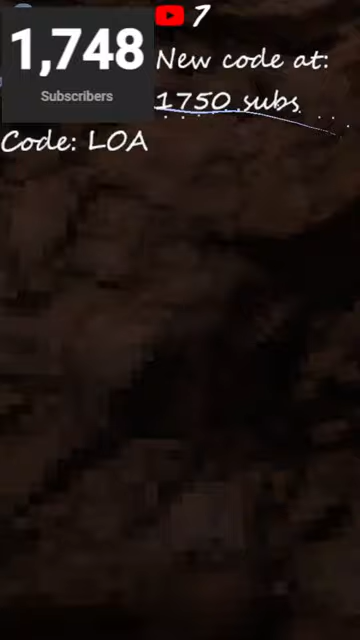 1,748
Subscribers
7
New code at:
1750 subs
Code: LOA